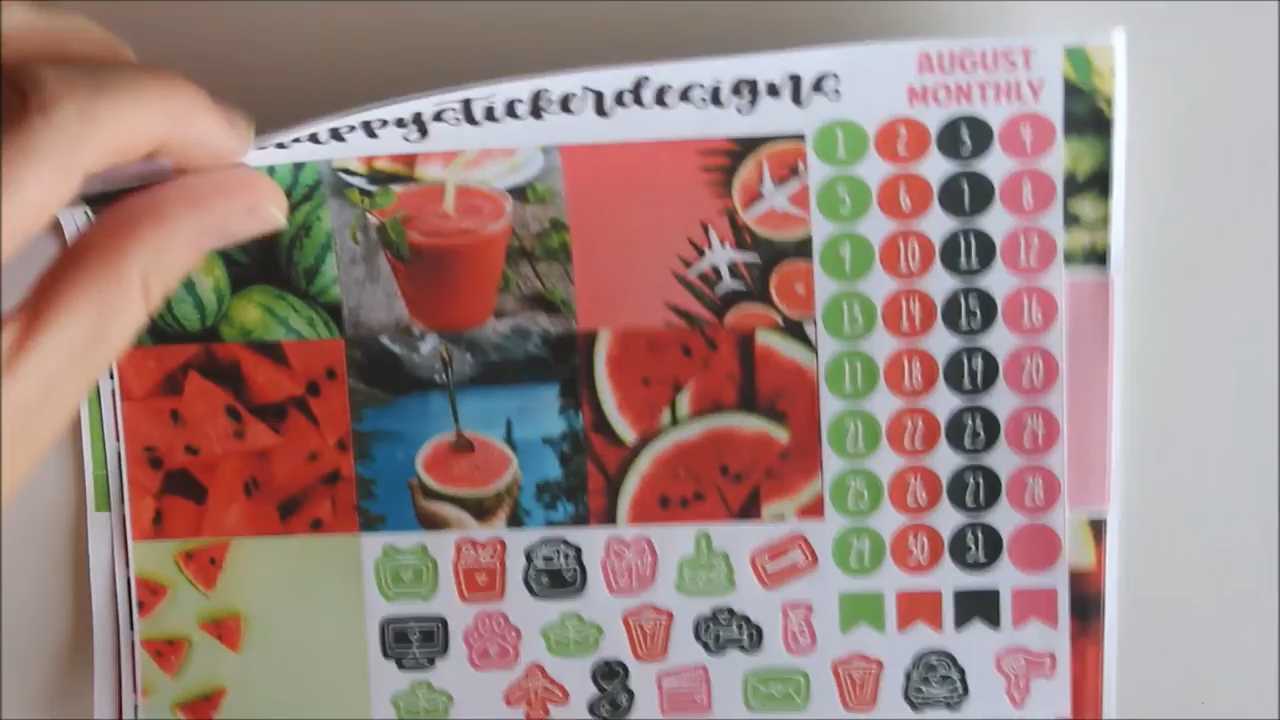 happystickerdesigns
AUGUST
MONTHLY
1 2 3 4
5 6 7 8
9 10 11 12
13 14 15 16
17 18 19 20
21 22 23 24
25 26 27 28
29 30 31